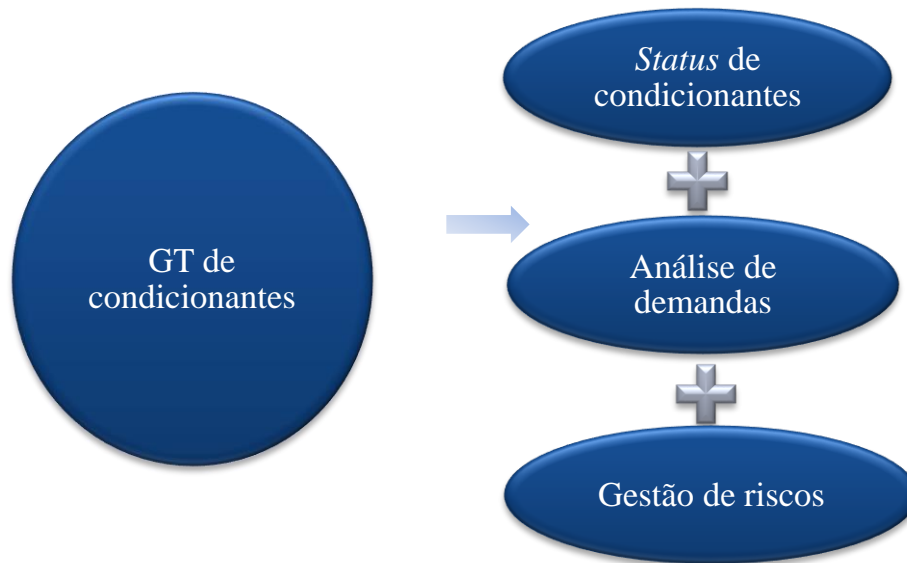 GT de
condicionantes
Status de
condicionantes
Análise de
demandas
Gestão de riscos